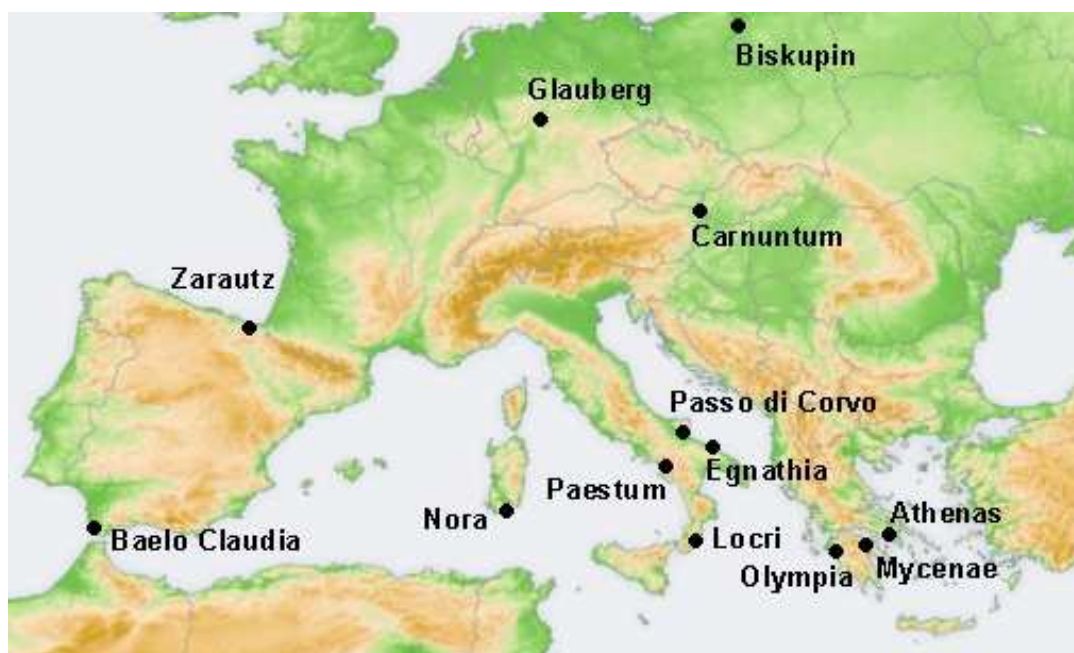 Biskupin
Glauberg
Carnuntum
Zarautz
Passo di Corvo
Egnathia
Paestum
Nora
Athenas
Baelo Claudia
Locri
Mycenae
Olympia